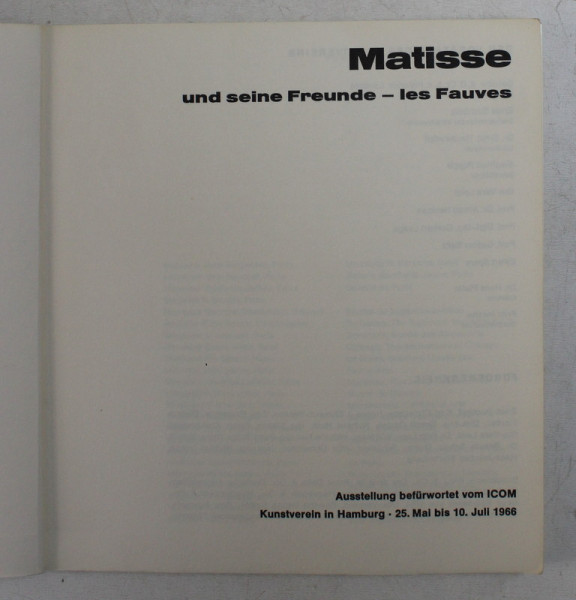 Matisse
und seine Freunde – les Fauves
Ausstellung befürwortet vom ICOM
Kunstverein in Hamburg · 25. Mai bis 10. Juli 1966